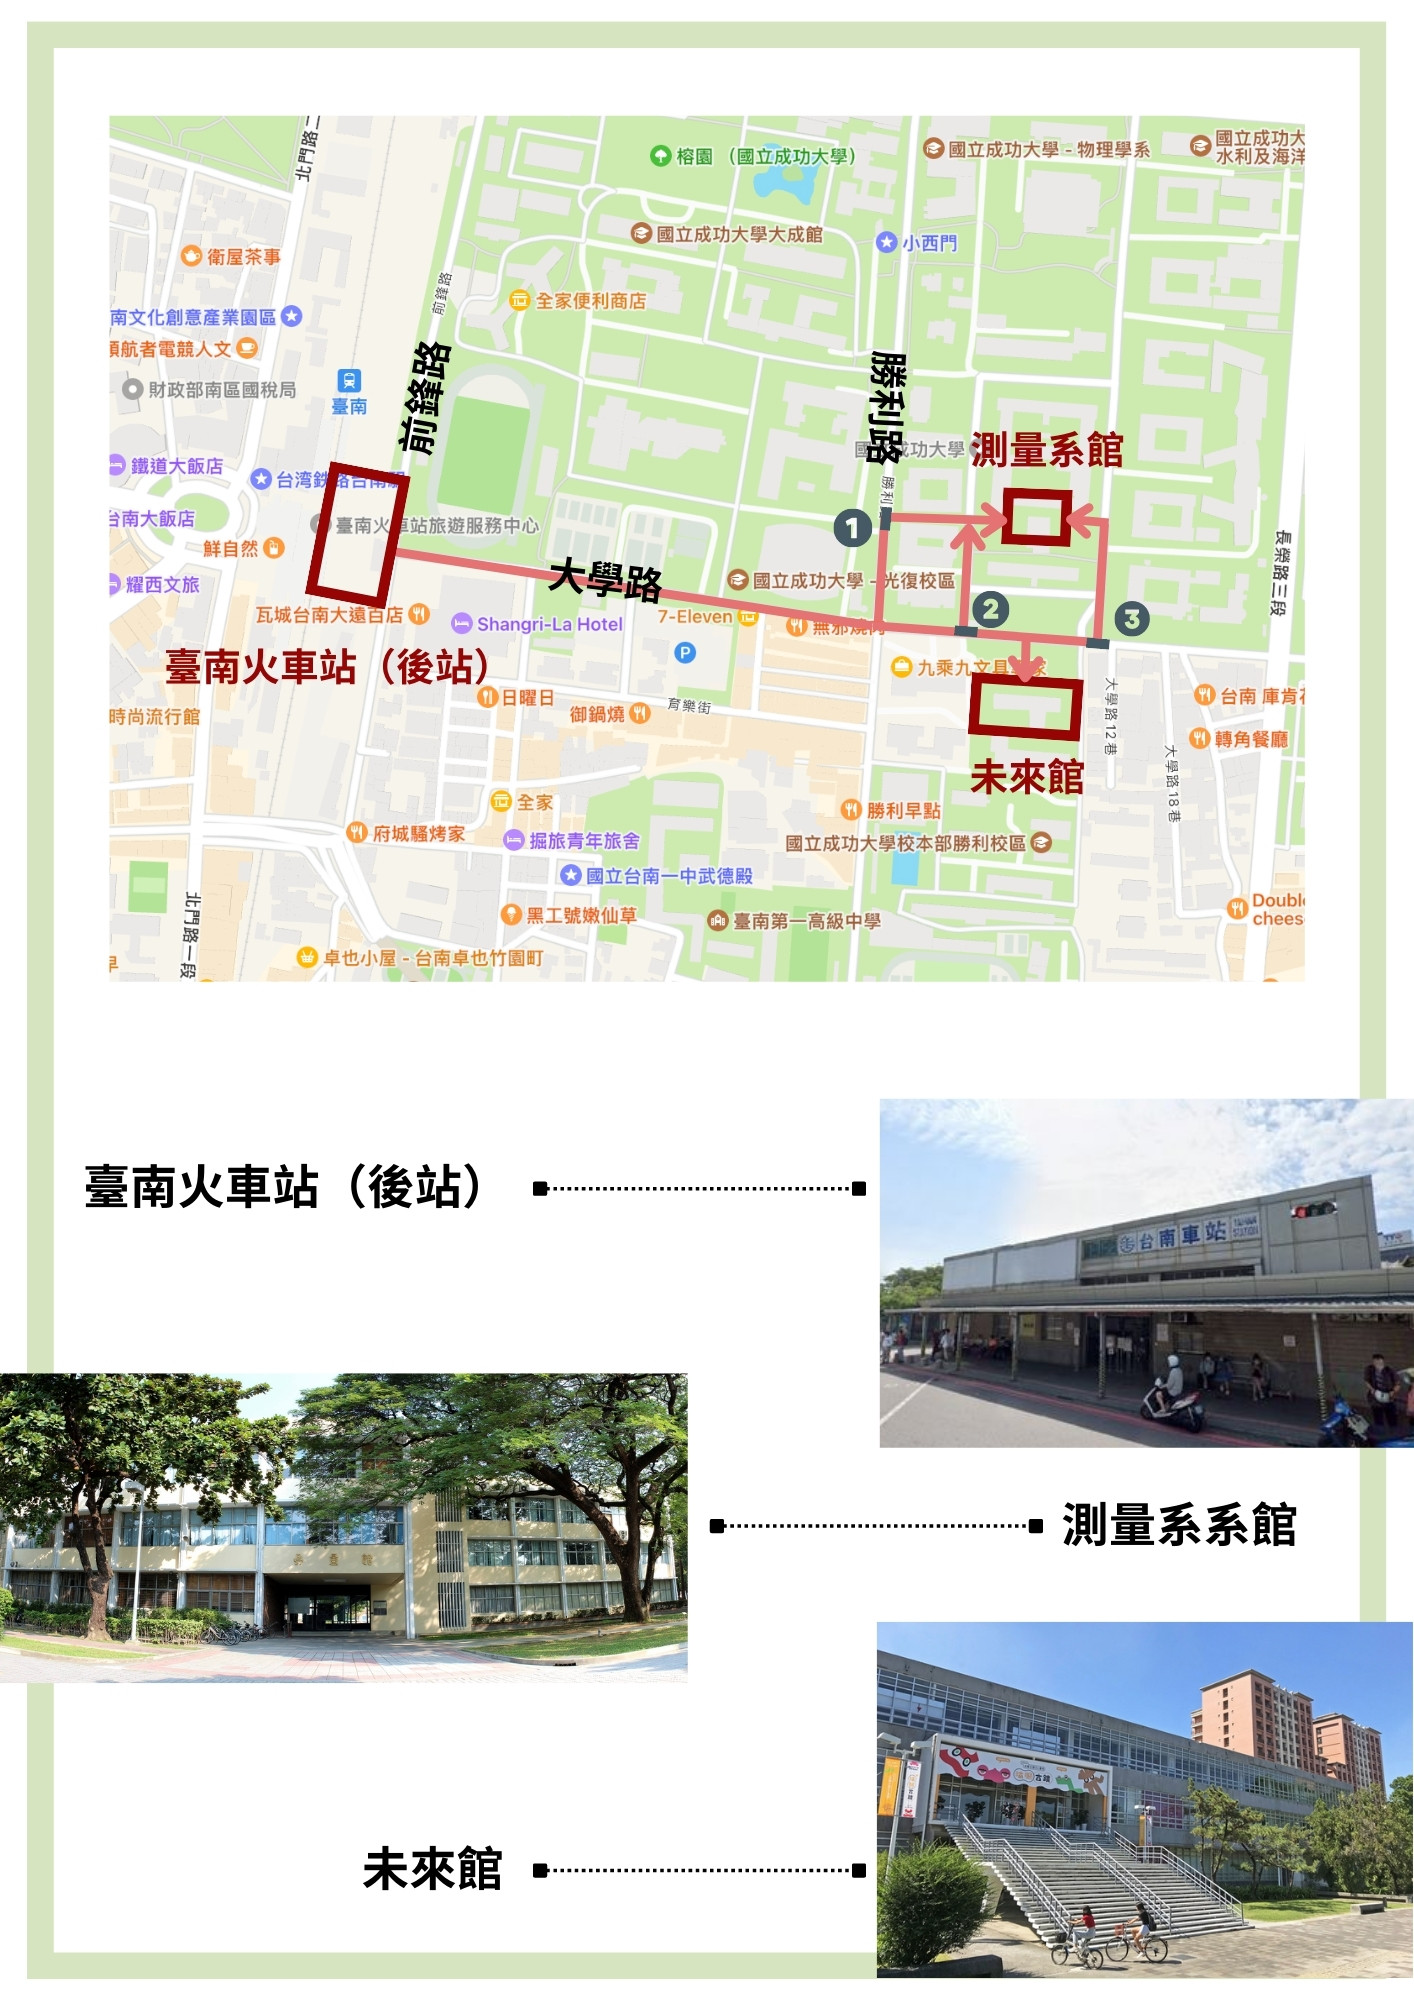 北門路二
榕園 （國立成功大學）
國立成功大學－物理學系
國立成功大
水利及海洋
國立成功大學大成館
小西門
衛屋茶事
前鋒路
全家便利商店
南文化創意產業園區
領航者電競人文
財政部南區國稅局
臺南
前鋒路
勝利路
測量系館
鐵道大飯店
台湾鉄路台南駅
台南大飯店
臺南火車站旅遊服務中心
鮮自然
1
長榮路三段
大學路
國立成功大學－光復校區
耀西文旅
瓦城台南大遠百店
Shangri-La Hotel
7-Eleven
無邪燒肉
2
3
P
臺南火車站（後站）
九乘九文具專家
日曜日
御鍋燒
育樂街
時尚流行館
大學路12巷
台南 庫肯花
轉角餐廳
未來館
大學路18巷
全家
勝利早點
府城騷烤家
掘旅青年旅舍
國立成功大學校本部勝利校區
國立台南一中武德殿
北門路一段
黑工號嫩仙草
臺南第一高級中學
Double
chees
卓也小屋－台南卓也竹園町
臺南火車站（後站）
台南車站
TAINAN
STATION
測量系系館
未來館